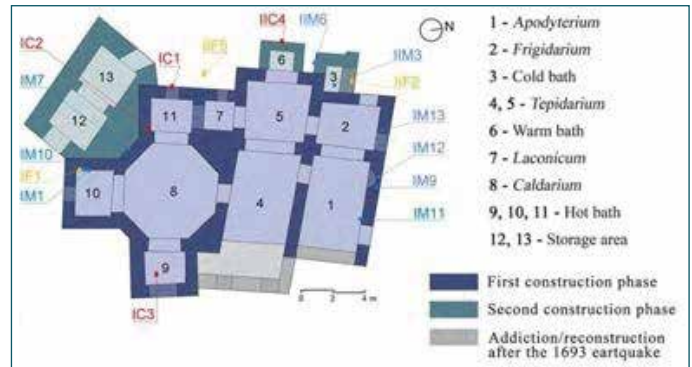 IIC4
IIM6
IC2
IC1
IIF5
IIM3
IM7
IIF2
IM13
IM12
IM10
IF1
IM9
IM1
IM11
IC3
N
13
12
11
7
6
3
5
2
10
8
4
1
9
0 2 4 m
1 - Apodyterium
2 - Frigidarium
3 - Cold bath
4, 5 - Tepidarium
6 - Warm bath
7 - Laconicum
8 - Caldarium
9, 10, 11 - Hot bath
12, 13 - Storage area
First construction phase
Second construction phase
Addiction/reconstruction
after the 1693 eartquake